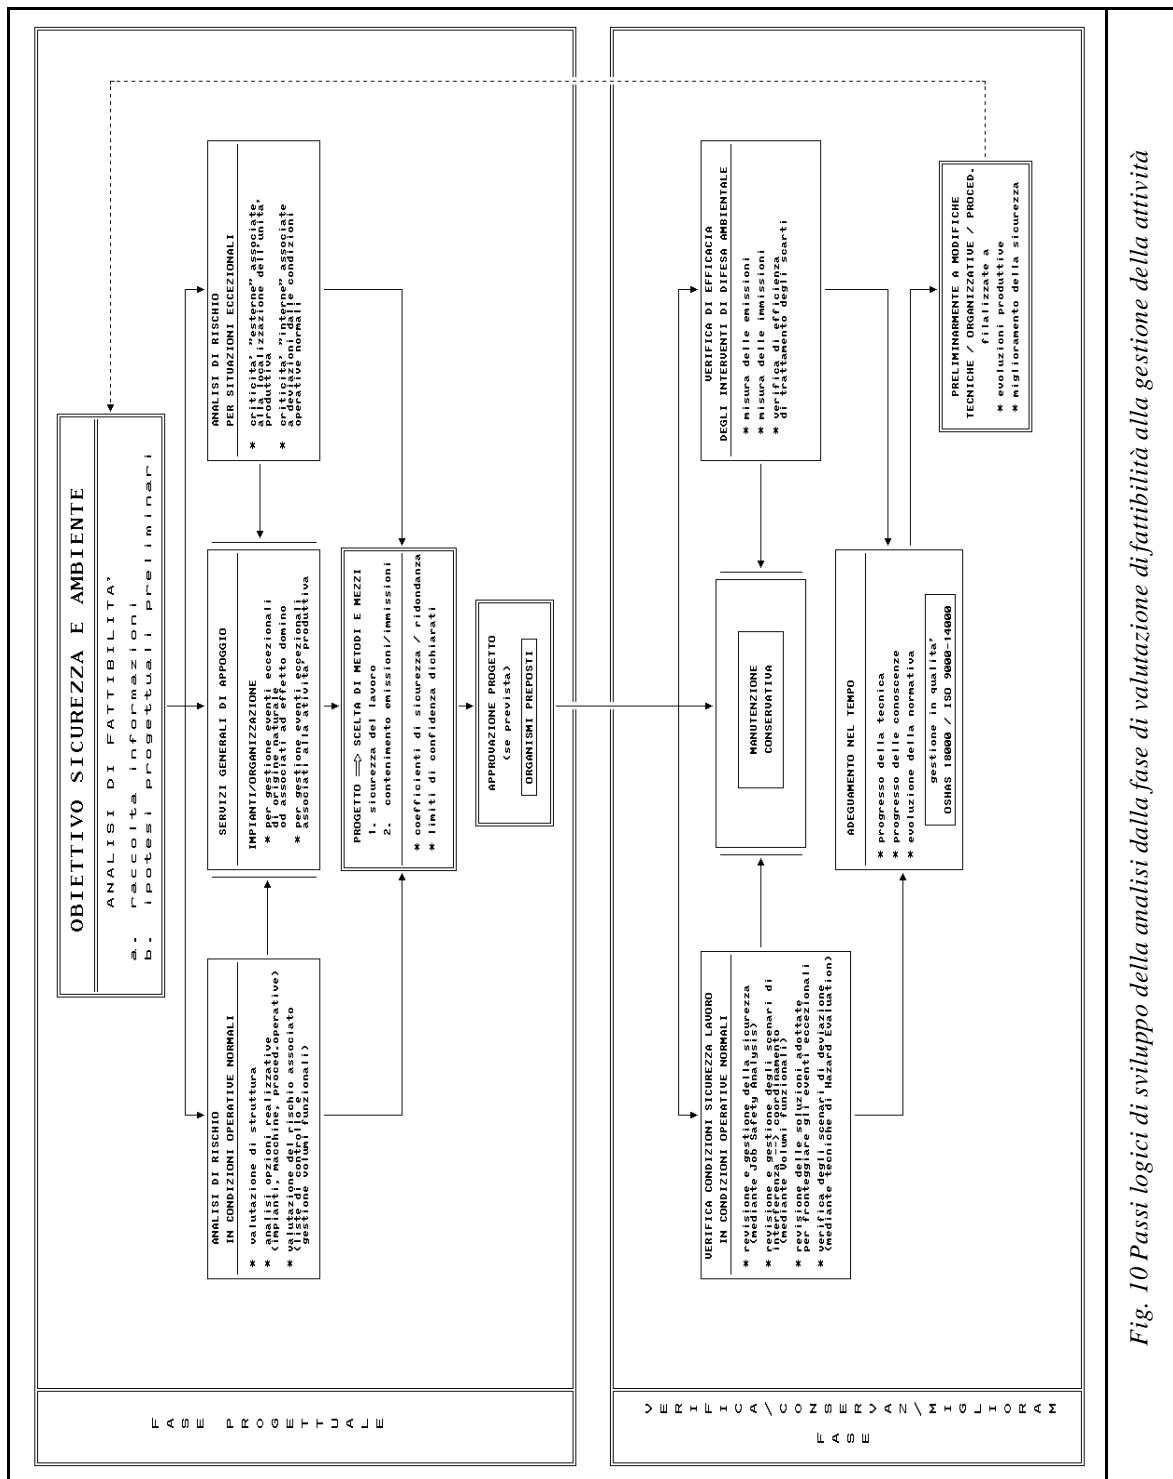 FASE PROGETTUALE
OBIETTIVO SICUREZZA E AMBIENTE
ANALISI DI FATTIBILITA'
a. raccolta informazioni
b. ipotesi progettuali preliminari
ANALISI DI RISCHIO
IN CONDIZIONI OPERATIVE NORMALI
* valutazione di struttura
* analisi opzioni realizzative
(impianti, macchine, proced.operative)
* valutazione del rischio associato
(liste di controllo e
gestione volumi funzionali)
SERVIZI GENERALI DI APPOGGIO
IMPIANTI/ORGANIZZAZIONE
* per gestione eventi eccezionali
di origine naturale
od associati ad effetto domino
* per gestione eventi eccezionali
associati alla attivita' produttiva
ANALISI DI RISCHIO
PER SITUAZIONI ECCEZIONALI
* criticita' "esterne" associate
alla localizzazione dell'unita'
produttiva
* criticita' "interne" associate
a deviazioni dalle condizioni
operative normali
PROGETTO ==> SCELTA DI METODI E MEZZI
1. sicurezza del lavoro
2. contenimento emissioni/immissioni
* coefficienti di sicurezza / ridondanza
* limiti di confidenza dichiarati
APPROVAZIONE PROGETTO
(se prevista)
ORGANISMI PREPOSTI
VERIFICA/CONSERVAZ/MIGLIORAM
FASE
VERIFICA CONDIZIONI SICUREZZA LAVORO
IN CONDIZIONI OPERATIVE NORMALI
* revisione e gestione della sicurezza
(mediante Job Safety Analysis)
* revisione e gestione degli scenari di
interferenza --> coordinamento
(mediante Volumi funzionali)
* revisione delle soluzioni adottate
per fronteggiare gli eventi eccezionali
* verifica degli scenari di deviazione
(mediante tecniche di Hazard Evaluation)
MANUTENZIONE
CONSERVATIVA
VERIFICA DI EFFICACIA
DEGLI INTERVENTI DI DIFESA AMBIENTALE
* misura delle emissioni
* misura delle immissioni
* verifica di efficienza
di trattamento degli scarti
ADEGUAMENTO NEL TEMPO
* progresso della tecnica
* progresso delle conoscenze
* evoluzione della normativa
gestione in qualita'
OSHAS 18000 / ISO 9000-14000
PRELIMINARMENTE A MODIFICHE
TECNICHE / ORGANIZZATIVE / PROCED.
filalizzate a
* evoluzioni produttive
* miglioramento della sicurezza
Fig. 10 Passi logici di sviluppo della analisi dalla fase di valutazione difattibilità alla gestione della attività